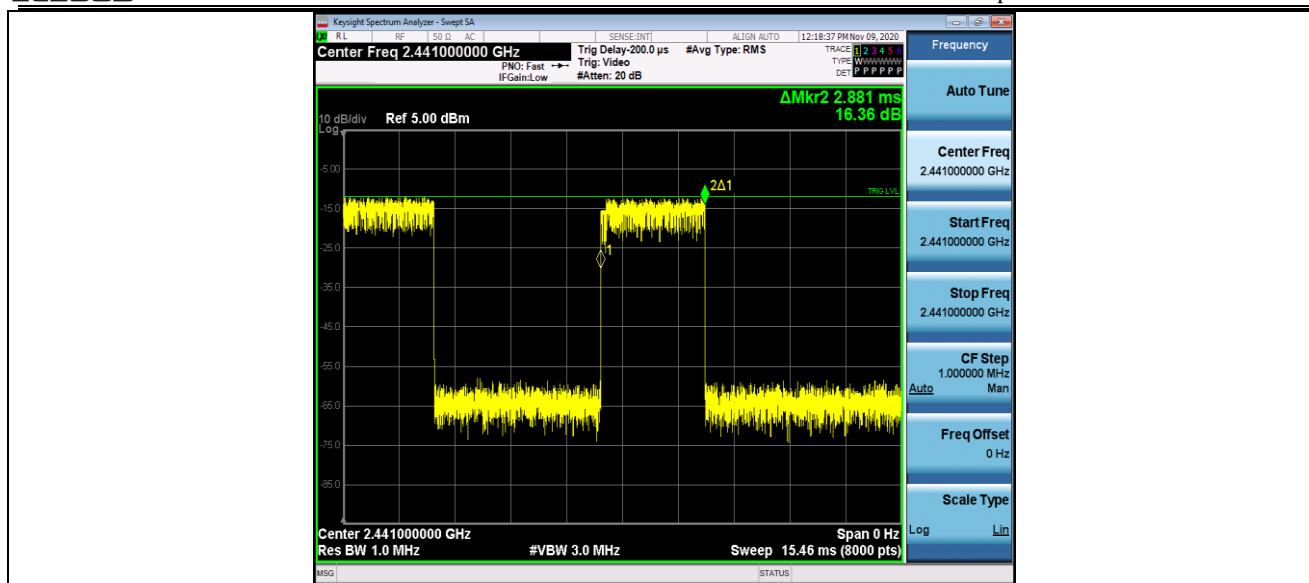 Keysight Spectrum Analyzer - Swept SA
RL RF 50 Ω AC SENSE:INT ALIGN AUTO 12:18:37 PM Nov 09, 2020
Center Freq 2.441000000 GHz
PNO: Fast
IFGain:Low
Trig Delay-200.0 µs
Trig: Video
#Atten: 20 dB
#Avg Type: RMS
TRACE 1 2 3 4 5 6
TYPE WWWWWW
DET P P P P P P
ΔMkr2 2.881 ms
16.36 dB
10 dB/div Ref 5.00 dBm
Log
-5.00
2Δ1
TRIG LVL
-15.0
-25.0
1
-35.0
-45.0
-55.0
-65.0
-75.0
-85.0
Center 2.441000000 GHz Span 0 Hz
Res BW 1.0 MHz #VBW 3.0 MHz Sweep 15.46 ms (8000 pts)
MSG STATUS
Frequency
Auto Tune
Center Freq
2.441000000 GHz
Start Freq
2.441000000 GHz
Stop Freq
2.441000000 GHz
CF Step
1.000000 MHz
Auto Man
Freq Offset
0 Hz
Scale Type
Log Lin